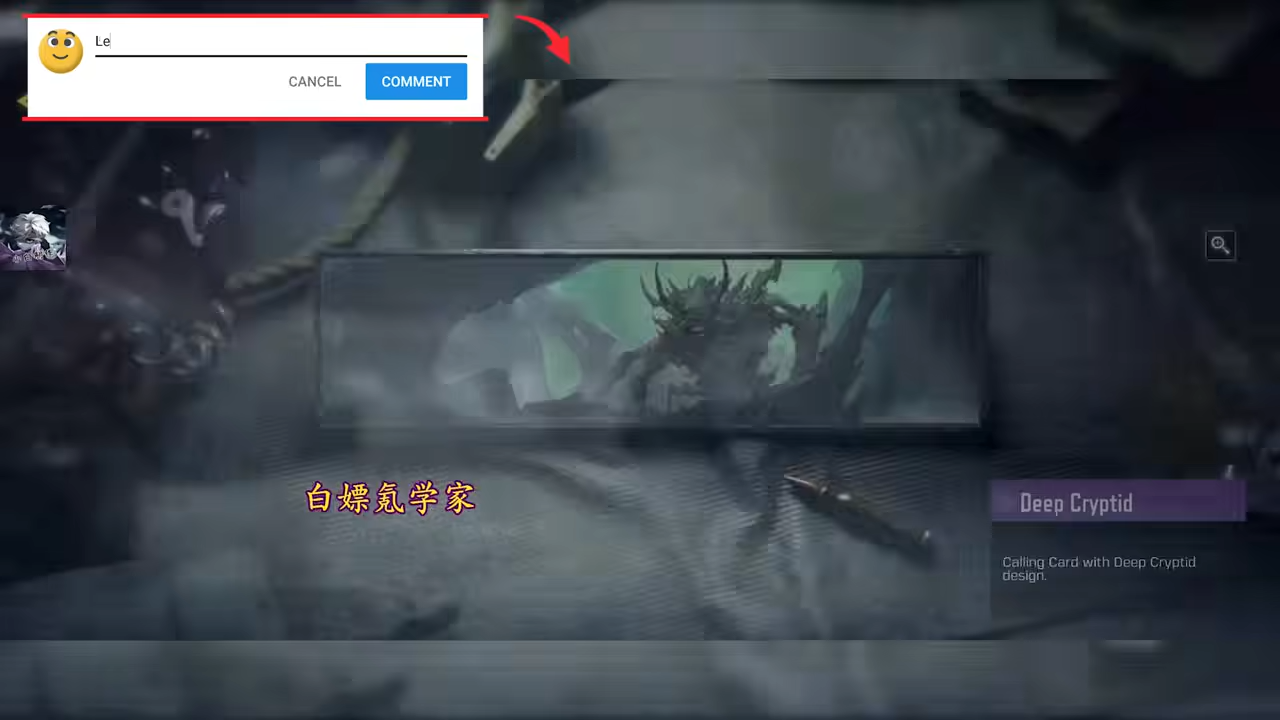 Le
CANCEL
COMMENT
白嫖氪学家
Deep Cryptid
Calling Card with Deep Cryptid
design.